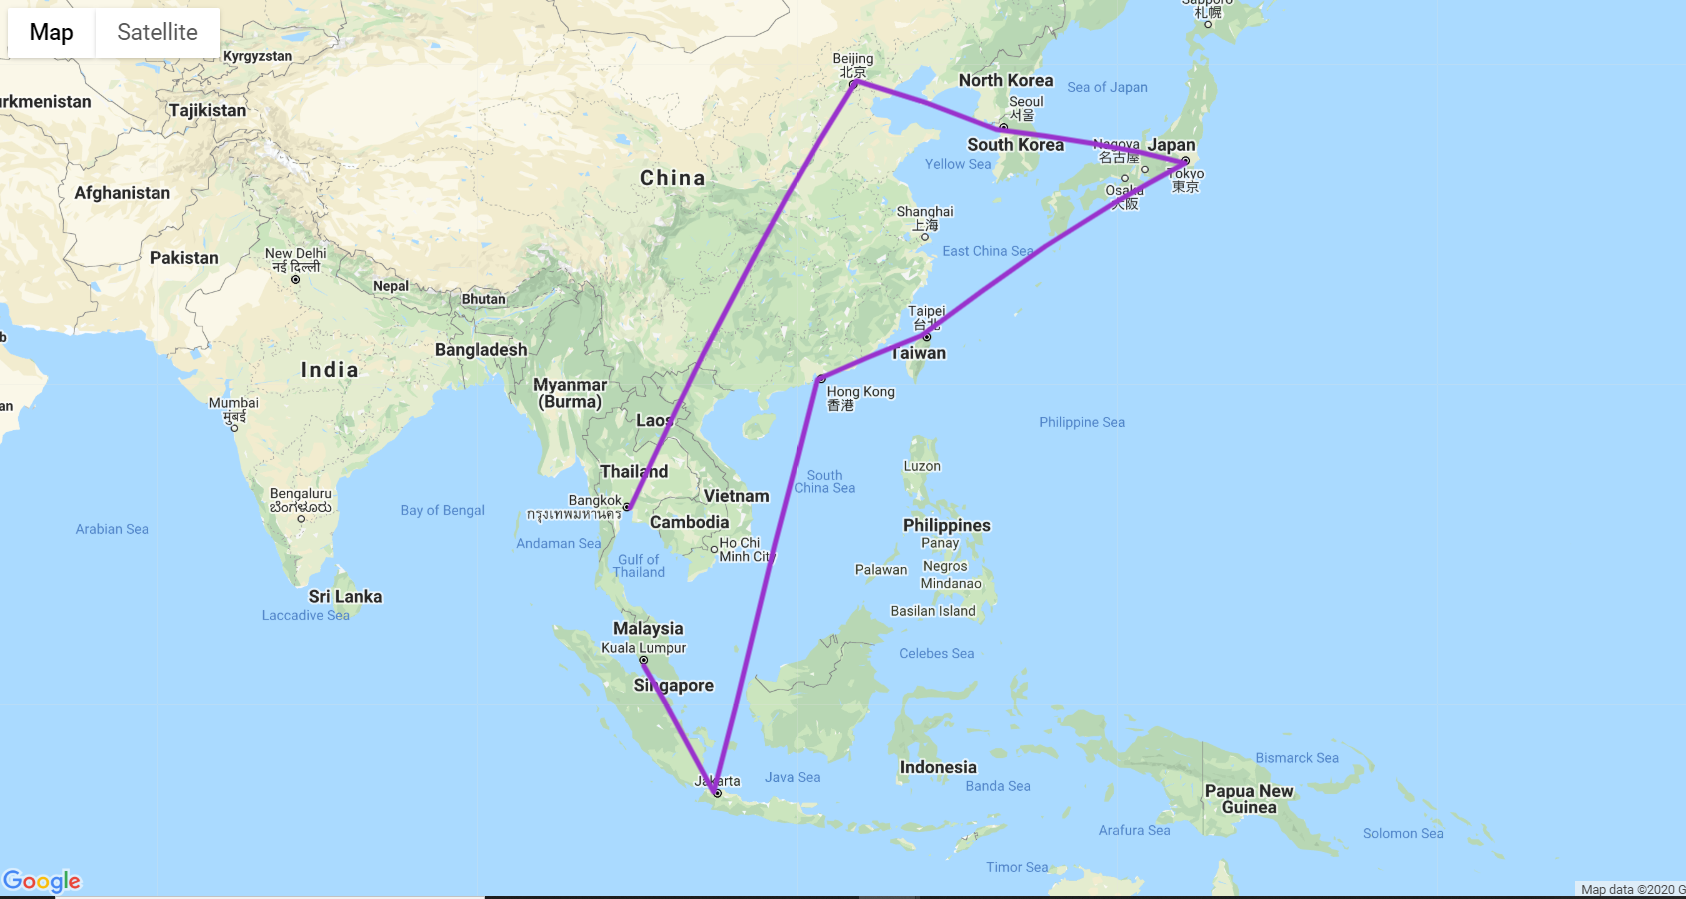 Map
Satellite
Sapporo
札幌
Kyrgyzstan
Beijing
北京
North Korea
Sea of Japan
urkmenistan
Tajikistan
Seoul
서울
South Korea
Nagoya
名古屋
Japan
Yellow Sea
China
Tokyo
東京
Afghanistan
Osaka
大阪
Shanghai
上海
East China Sea
Pakistan
New Delhi
नई दिल्ली
Nepal
Bhutan
Taipei
台北
Bangladesh
Taiwan
India
Myanmar
(Burma)
Hong Kong
香港
an
Mumbai
मुंबई
Laos
Philippine Sea
Luzon
Thailand
South
China Sea
Bengaluru
ಬೆಂಗಳೂರು
Vietnam
Bangkok
กรุงเทพมหานคร
Bay of Bengal
Cambodia
Philippines
Arabian Sea
Andaman Sea
Ho Chi
Minh City
Panay
Gulf of
Thailand
Palawan
Negros
Mindanao
Sri Lanka
Laccadive Sea
Basilan Island
Malaysia
Kuala Lumpur
Celebes Sea
Singapore
Jakarta
Java Sea
Indonesia
Banda Sea
Bismarck Sea
Papua New
Guinea
Arafura Sea
Solomon Sea
Timor Sea
Google
Map data ©2020 G